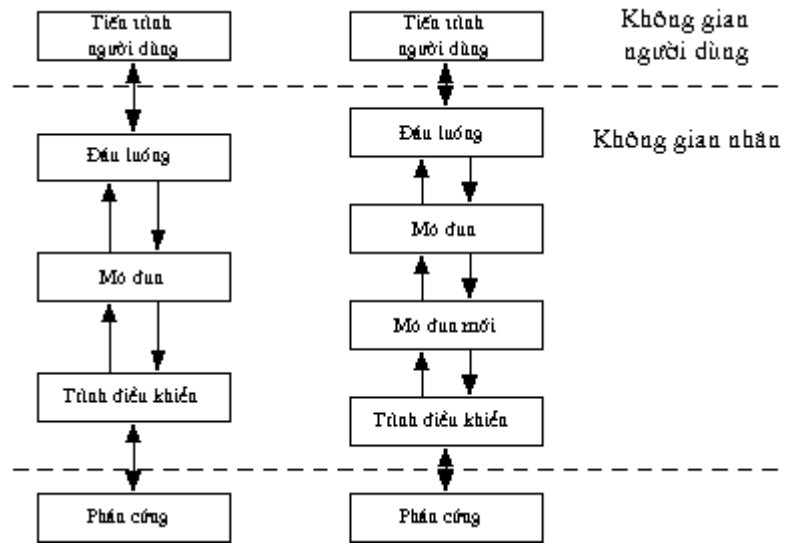 Tiến trình
người dùng
Tiến trình
người dùng
Không gian
người dùng
Đầu luồng
Đầu luồng
Không gian nhân
Mô đun
Mô đun
Mô đun mới
Trình điều khiển
Trình điều khiển
Phần cứng
Phần cứng